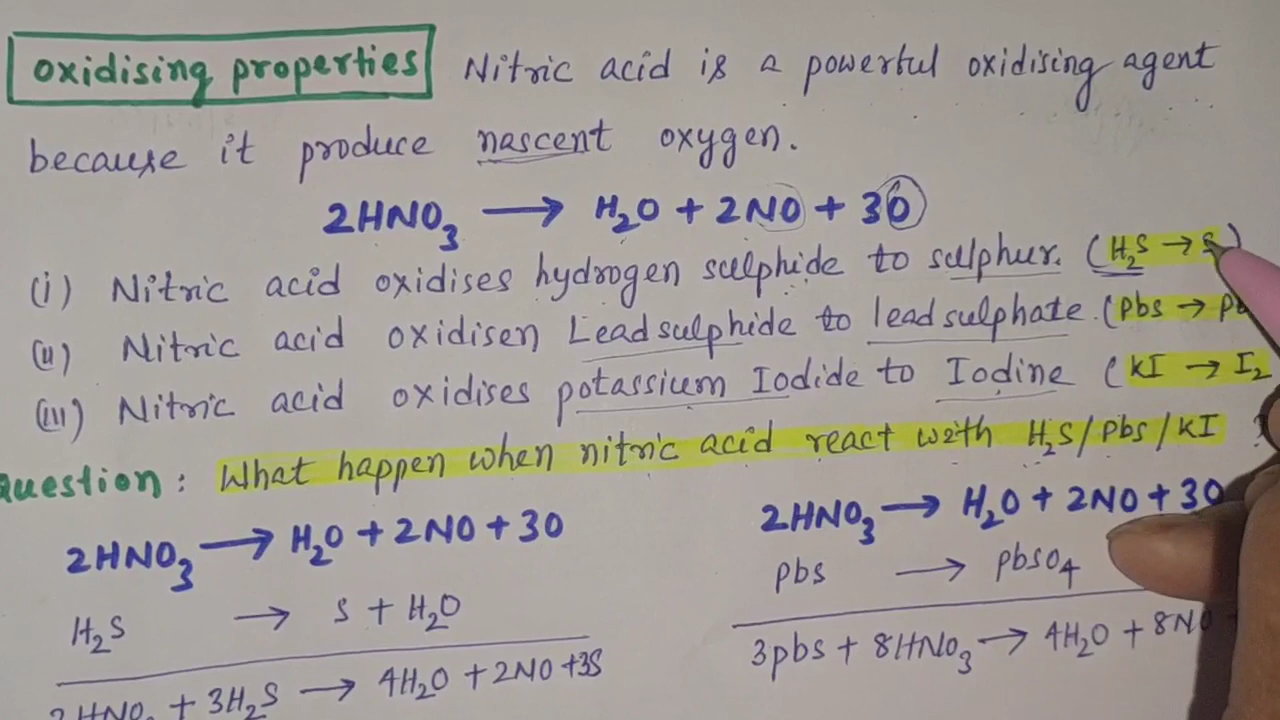 oxidising properties Nitric acid is a powerful oxidising agent
because it produce nascent oxygen.
2HNO₃ → H₂O + 2NO + 3O
(i) Nitric acid oxidises hydrogen sulphide to sulphur. (H₂S → S)
(ii) Nitric acid oxidisen Lead sulphide to lead sulphate. (Pbs →
(iii) Nitric acid oxidises potassium Iodide to Iodine (KI → I₂
Question: What happen when nitric acid react with H₂S/Pbs/KI ?
2HNO₃ → H₂O + 2NO + 3O
H₂S → S + H₂O
2HNO₃ + 3H₂S → 4H₂O + 2NO + 3S
2HNO₃ → H₂O + 2NO + 3O
pbs → pbso₄
3pbs + 8HNO₃ → 4H₂O + 8NO